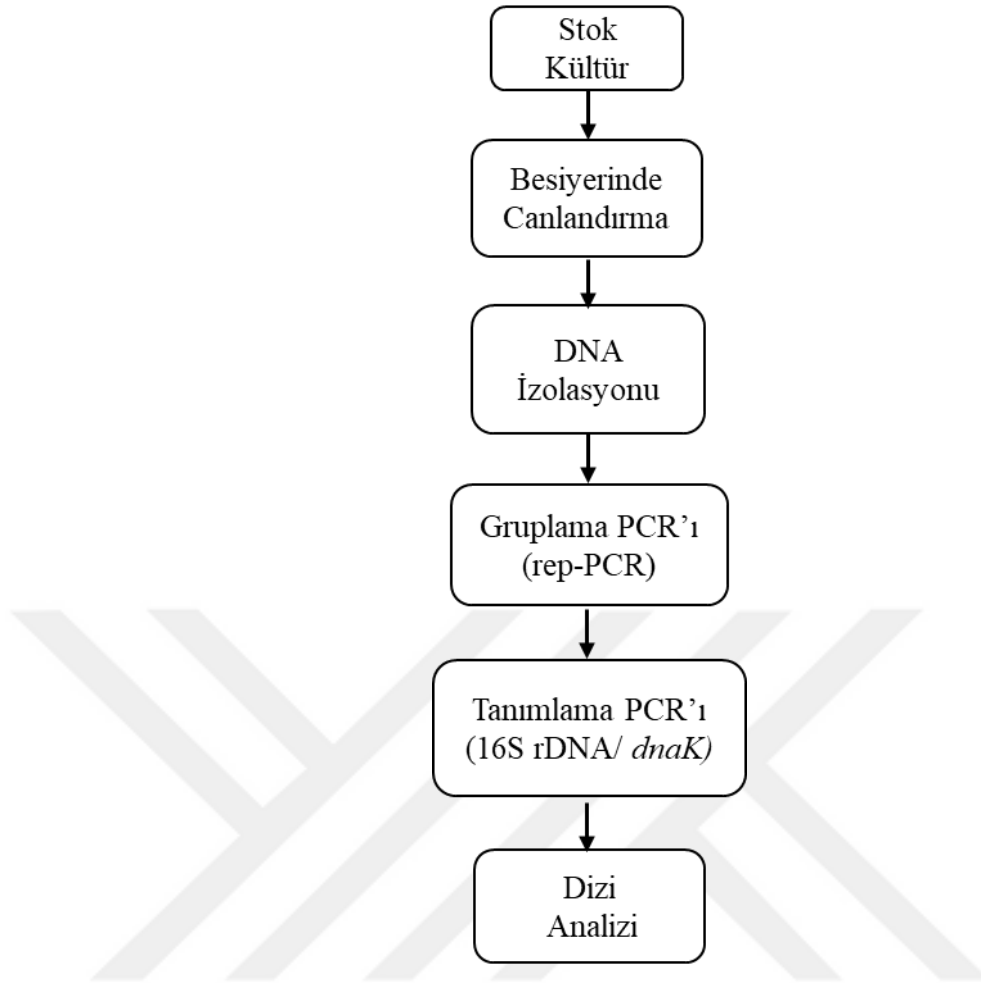 Stok
Kültür
Besiyerinde
Canlandırma
DNA
İzolasyonu
Gruplama PCR’ı
(rep-PCR)
Tanımlama PCR’ı
(16S rDNA/ dnaK)
Dizi
Analizi